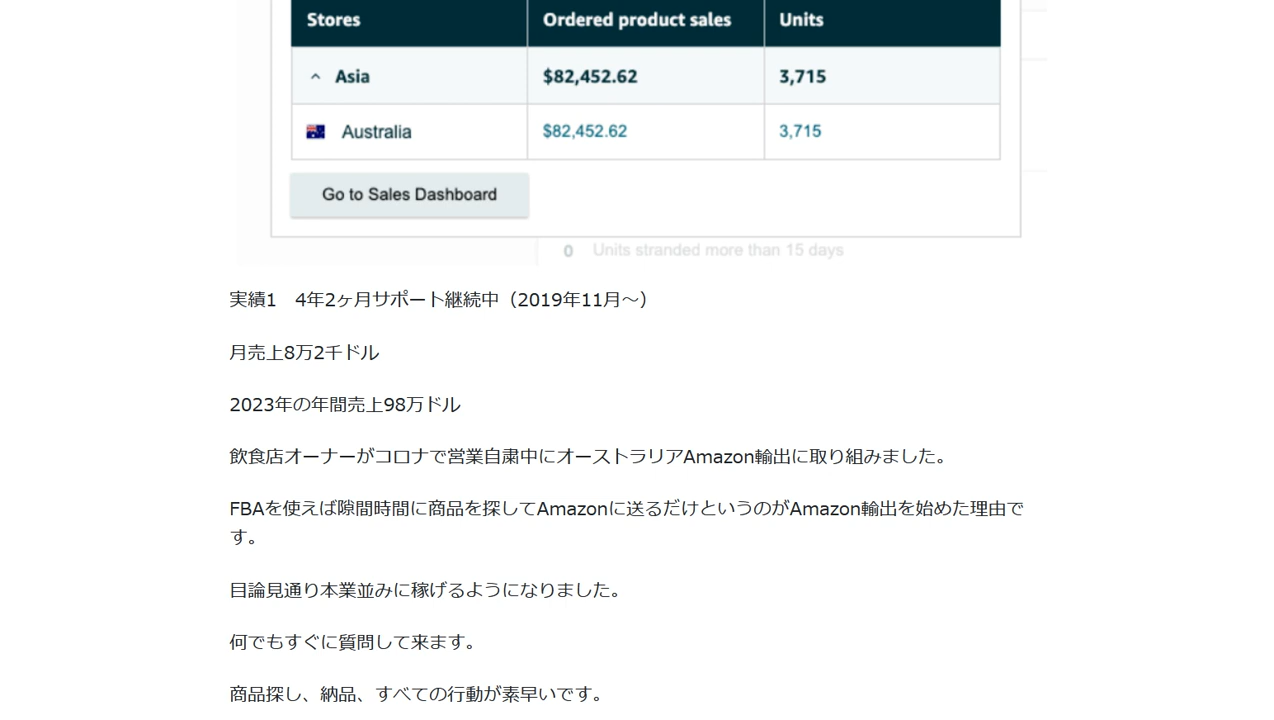 Stores Ordered product sales Units
Asia $82,452.62 3,715
Australia $82,452.62 3,715
Go to Sales Dashboard
0 Units stranded more than 15 days
実績1　4年2ヶ月サポート継続中（2019年11月～）
月売上8万2千ドル
2023年の年間売上98万ドル
飲食店オーナーがコロナで営業自粛中にオーストラリアAmazon輸出に取り組みました。
FBAを使えば隙間時間に商品を探してAmazonに送るだけというのがAmazon輸出を始めた理由で
す。
目論見通り本業並みに稼げるようになりました。
何でもすぐに質問して来ます。
商品探し、納品、すべての行動が素早いです。